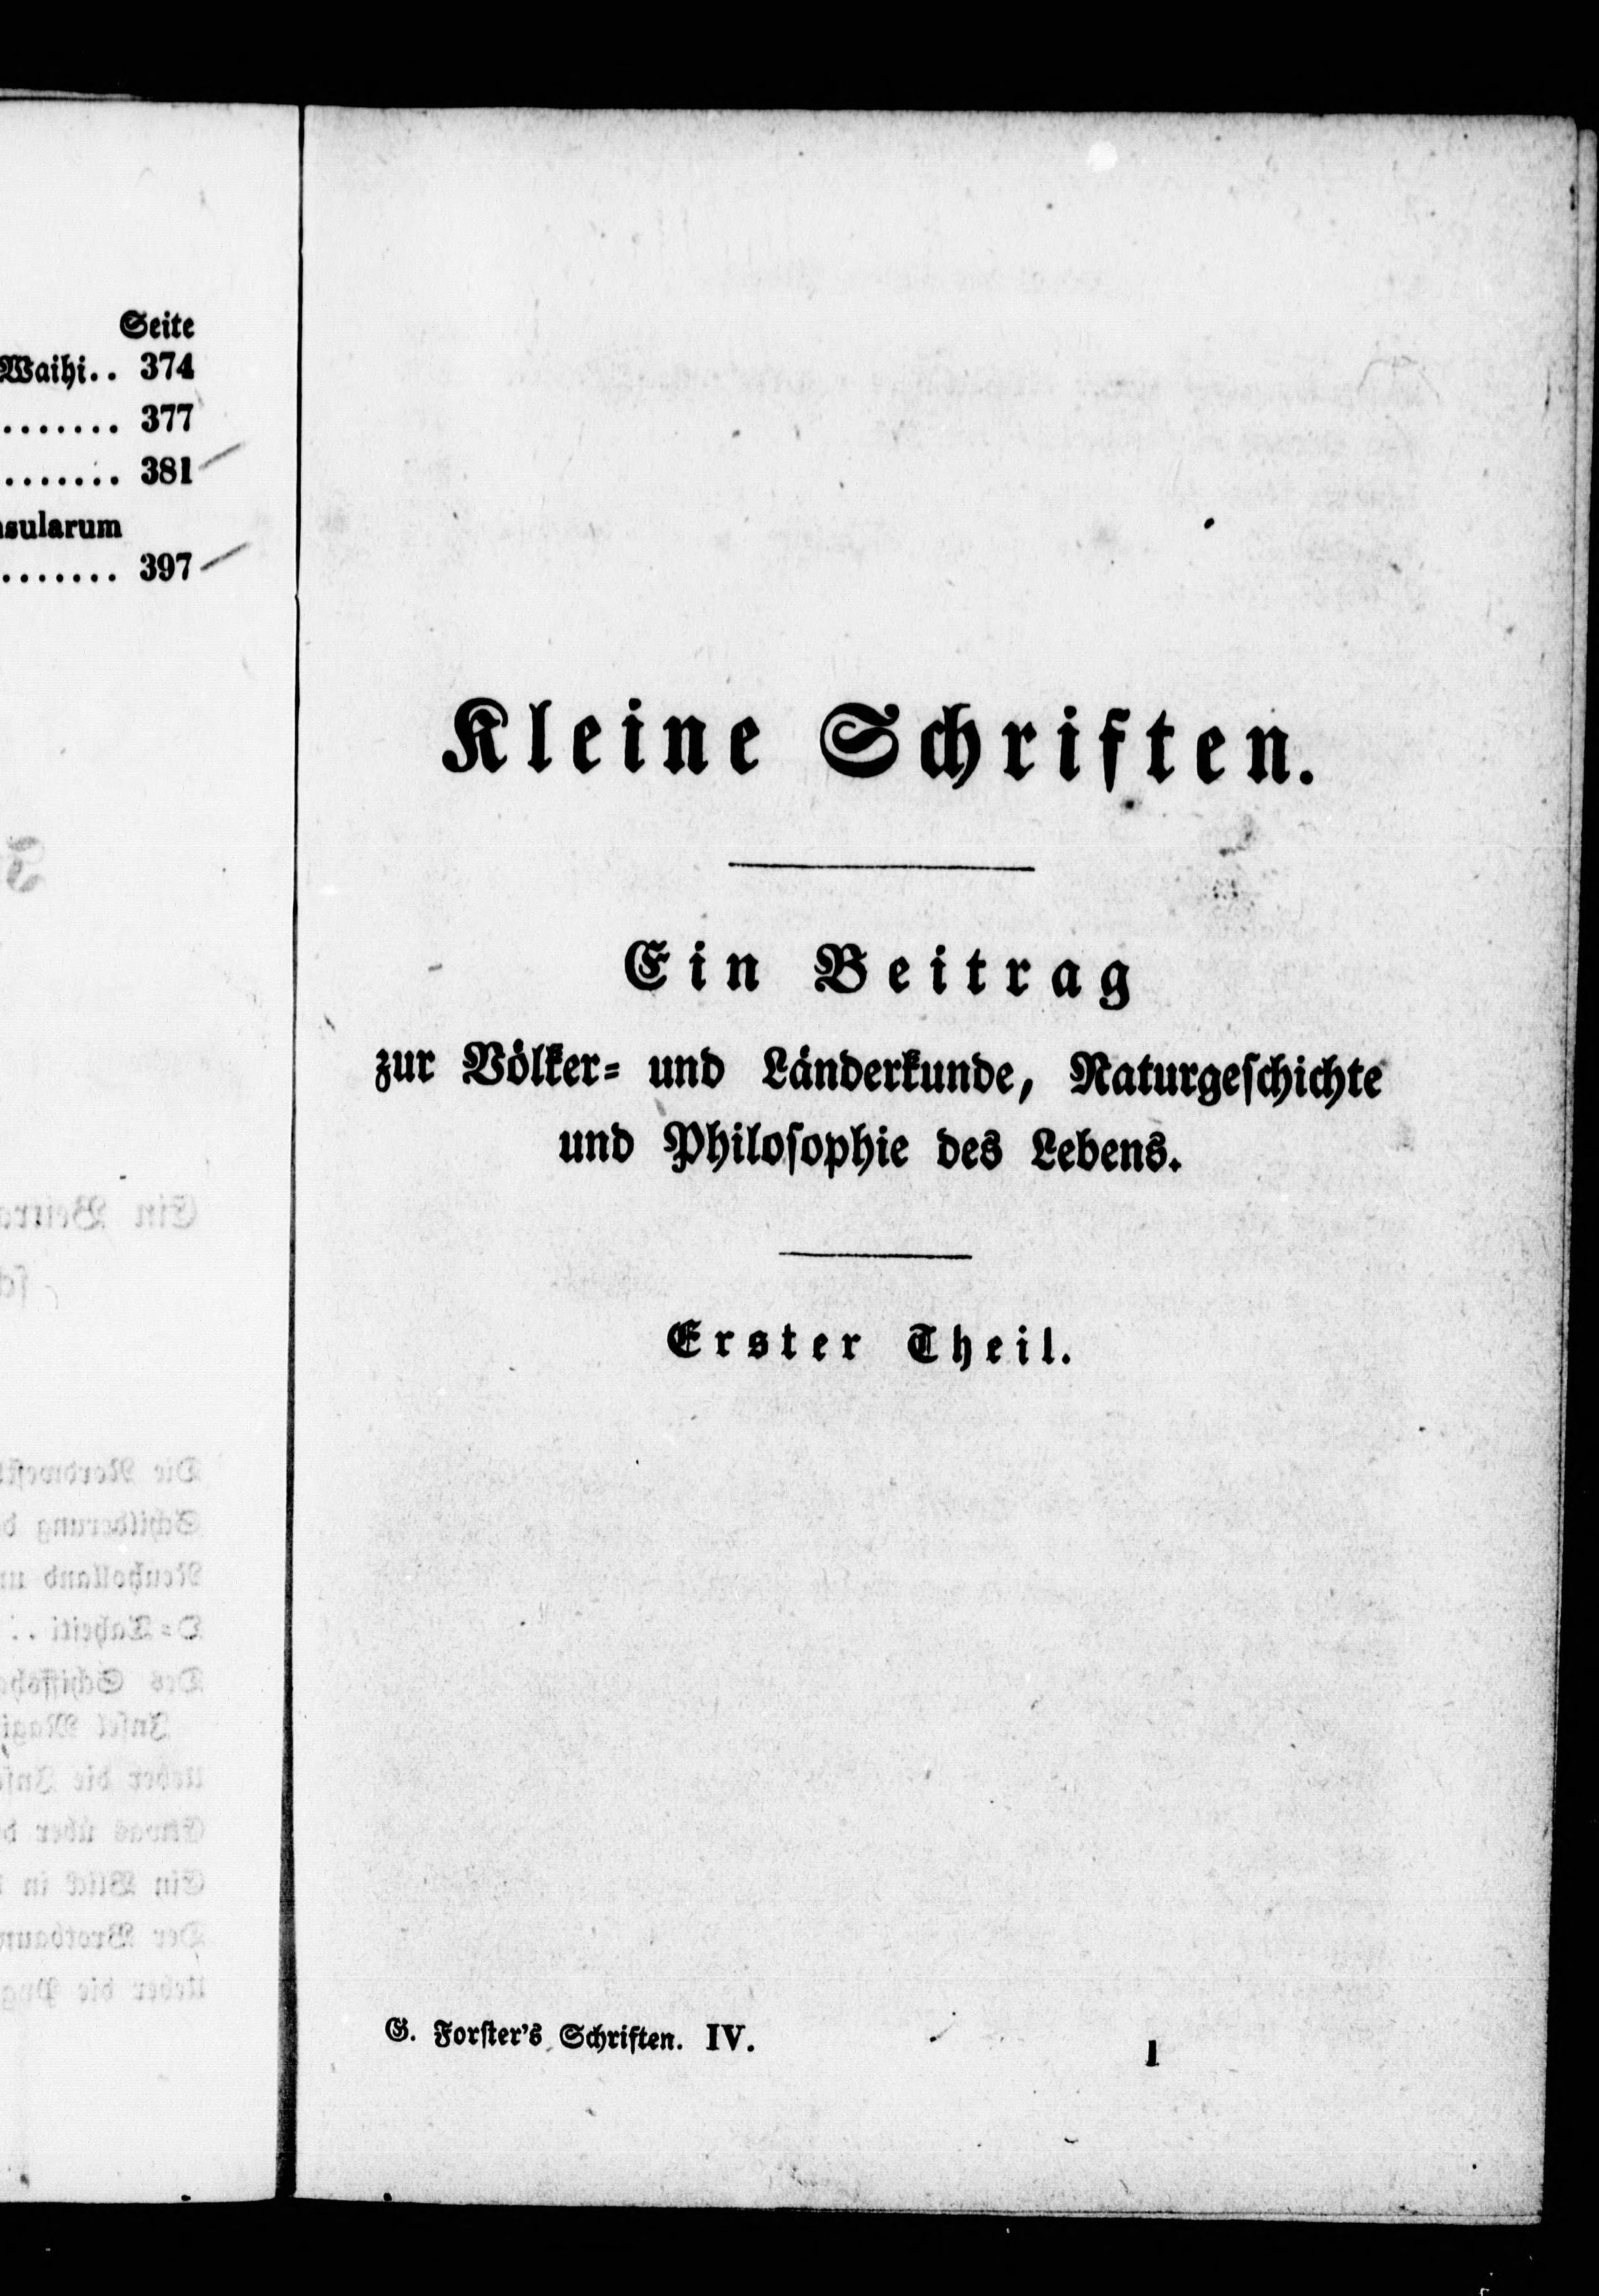 Seite
Waihi.. 374
....... 377
....... 381
sularum
....... 397
Kleine Schriften.
Ein Beitrag
zur Völker= und Länderkunde, Naturgeſchichte
und Philoſophie des Lebens.
Erster Theil.
G. Forſter's Schriften. IV.
1